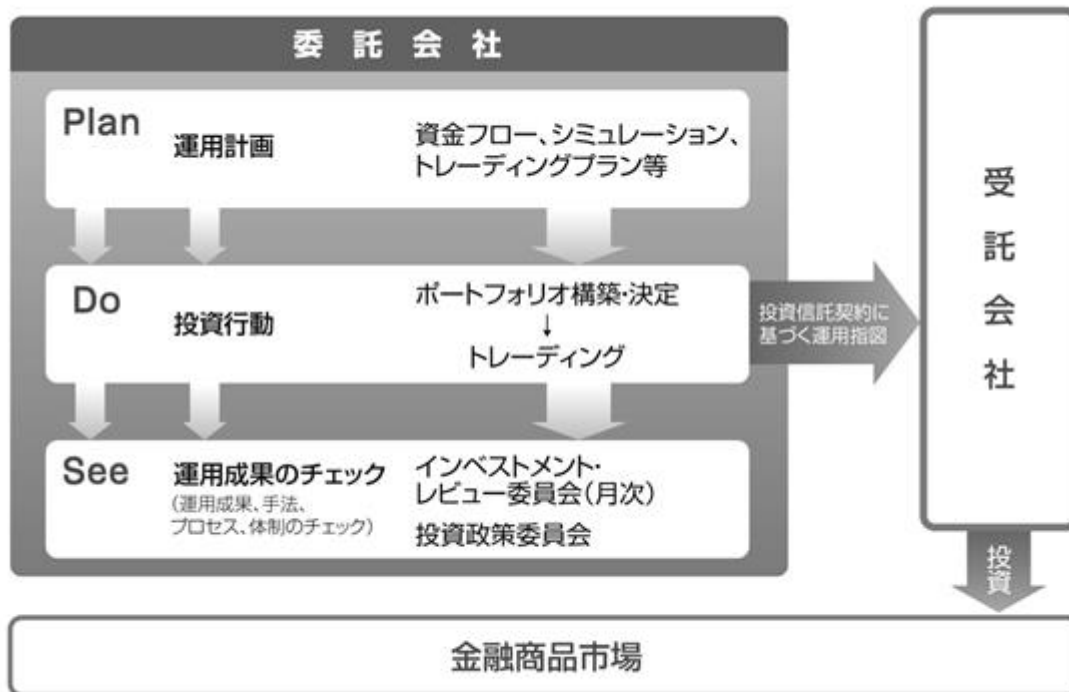 委託会社
Plan
運用計画
資金フロー、シミュレーション、
トレーディングプラン等
Do
投資行動
ポートフォリオ構築・決定
↓
トレーディング
See
運用成果のチェック
(運用成果、手法、
プロセス、体制のチェック)
インベストメント・
レビュー委員会(月次)
投資政策委員会
投資信託契約に
基づく運用指図
受託会社
投資
金融商品市場